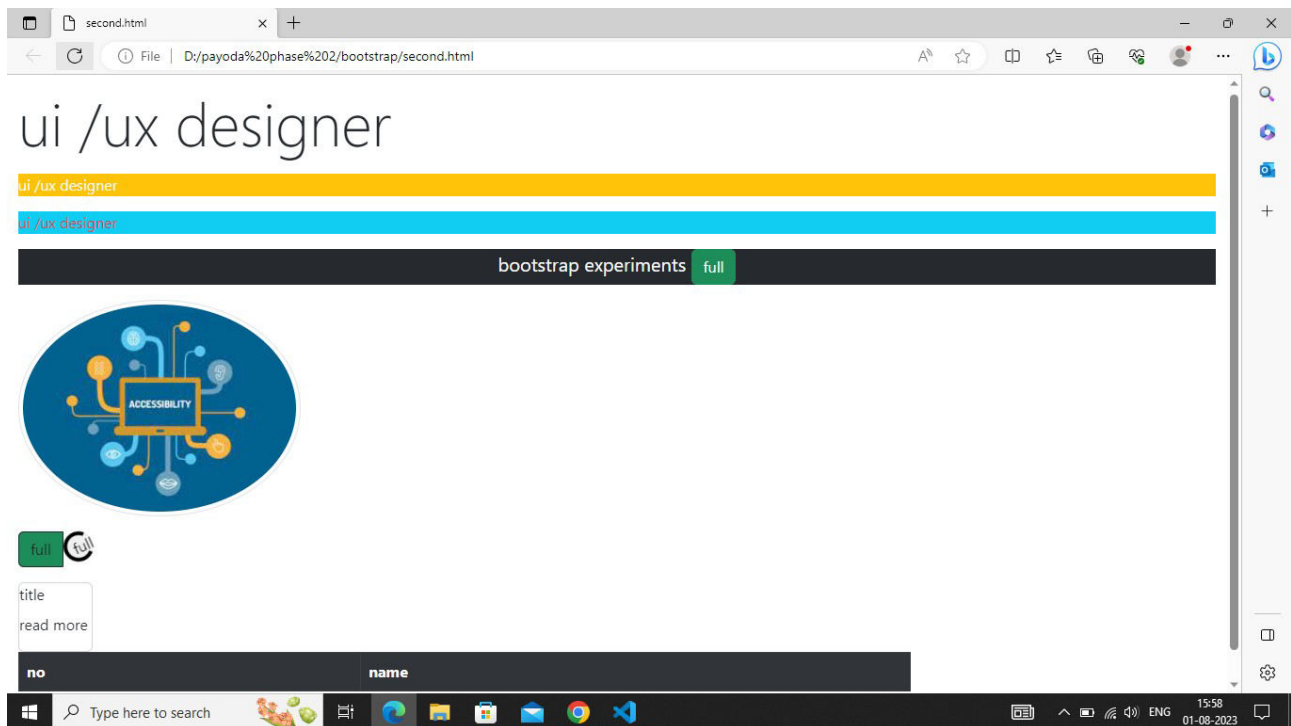 second.html
File | D:/payoda%20phase%202/bootstrap/second.html
ui /ux designer
ui /ux designer
ui /ux designer
bootstrap experiments full
ACCESSIBILITY
full full
title
read more
no name
Type here to search
ENG
15:58
01-08-2023